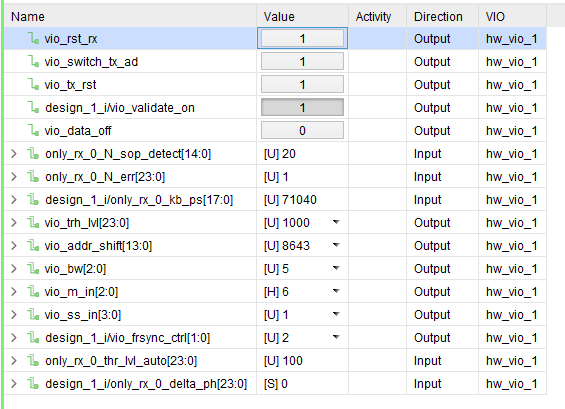 Name Value Activity Direction VIO
vio_rst_rx 1 Output hw_vio_1
vio_switch_tx_ad 1 Output hw_vio_1
vio_tx_rst 1 Output hw_vio_1
design_1_i/vio_validate_on 1 Output hw_vio_1
vio_data_off 0 Output hw_vio_1
only_rx_0_N_sop_detect[14:0] [U] 20 Input hw_vio_1
only_rx_0_N_err[23:0] [U] 1 Input hw_vio_1
design_1_i/only_rx_0_kb_ps[17:0] [U] 71040 Input hw_vio_1
vio_trh_lvl[23:0] [U] 1000 Output hw_vio_1
vio_addr_shift[13:0] [U] 8643 Output hw_vio_1
vio_bw[2:0] [U] 5 Output hw_vio_1
vio_m_in[2:0] [H] 6 Output hw_vio_1
vio_ss_in[3:0] [U] 1 Output hw_vio_1
design_1_i/vio_frsync_ctrl[1:0] [U] 2 Output hw_vio_1
only_rx_0_thr_lvl_auto[23:0] [U] 100 Input hw_vio_1
design_1_i/only_rx_0_delta_ph[23:0] [S] 0 Input hw_vio_1